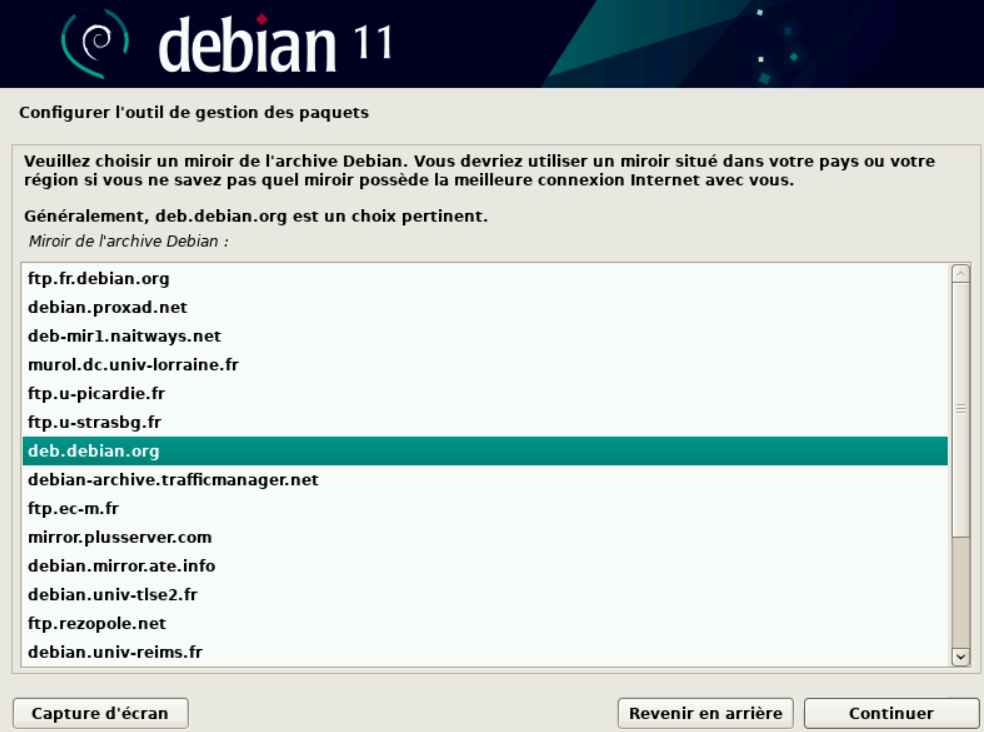 debian 11
Configurer l'outil de gestion des paquets
Veuillez choisir un miroir de l'archive Debian. Vous devriez utiliser un miroir situé dans votre pays ou votre
région si vous ne savez pas quel miroir possède la meilleure connexion Internet avec vous.
Généralement, deb.debian.org est un choix pertinent.
Miroir de l'archive Debian :
ftp.fr.debian.org
debian.proxad.net
deb-mir1.naitways.net
murol.dc.univ-lorraine.fr
ftp.u-picardie.fr
ftp.u-strasbg.fr
deb.debian.org
debian-archive.trafficmanager.net
ftp.ec-m.fr
mirror.plusserver.com
debian.mirror.ate.info
debian.univ-tlse2.fr
ftp.rezopole.net
debian.univ-reims.fr
Capture d'écran
Revenir en arrière
Continuer